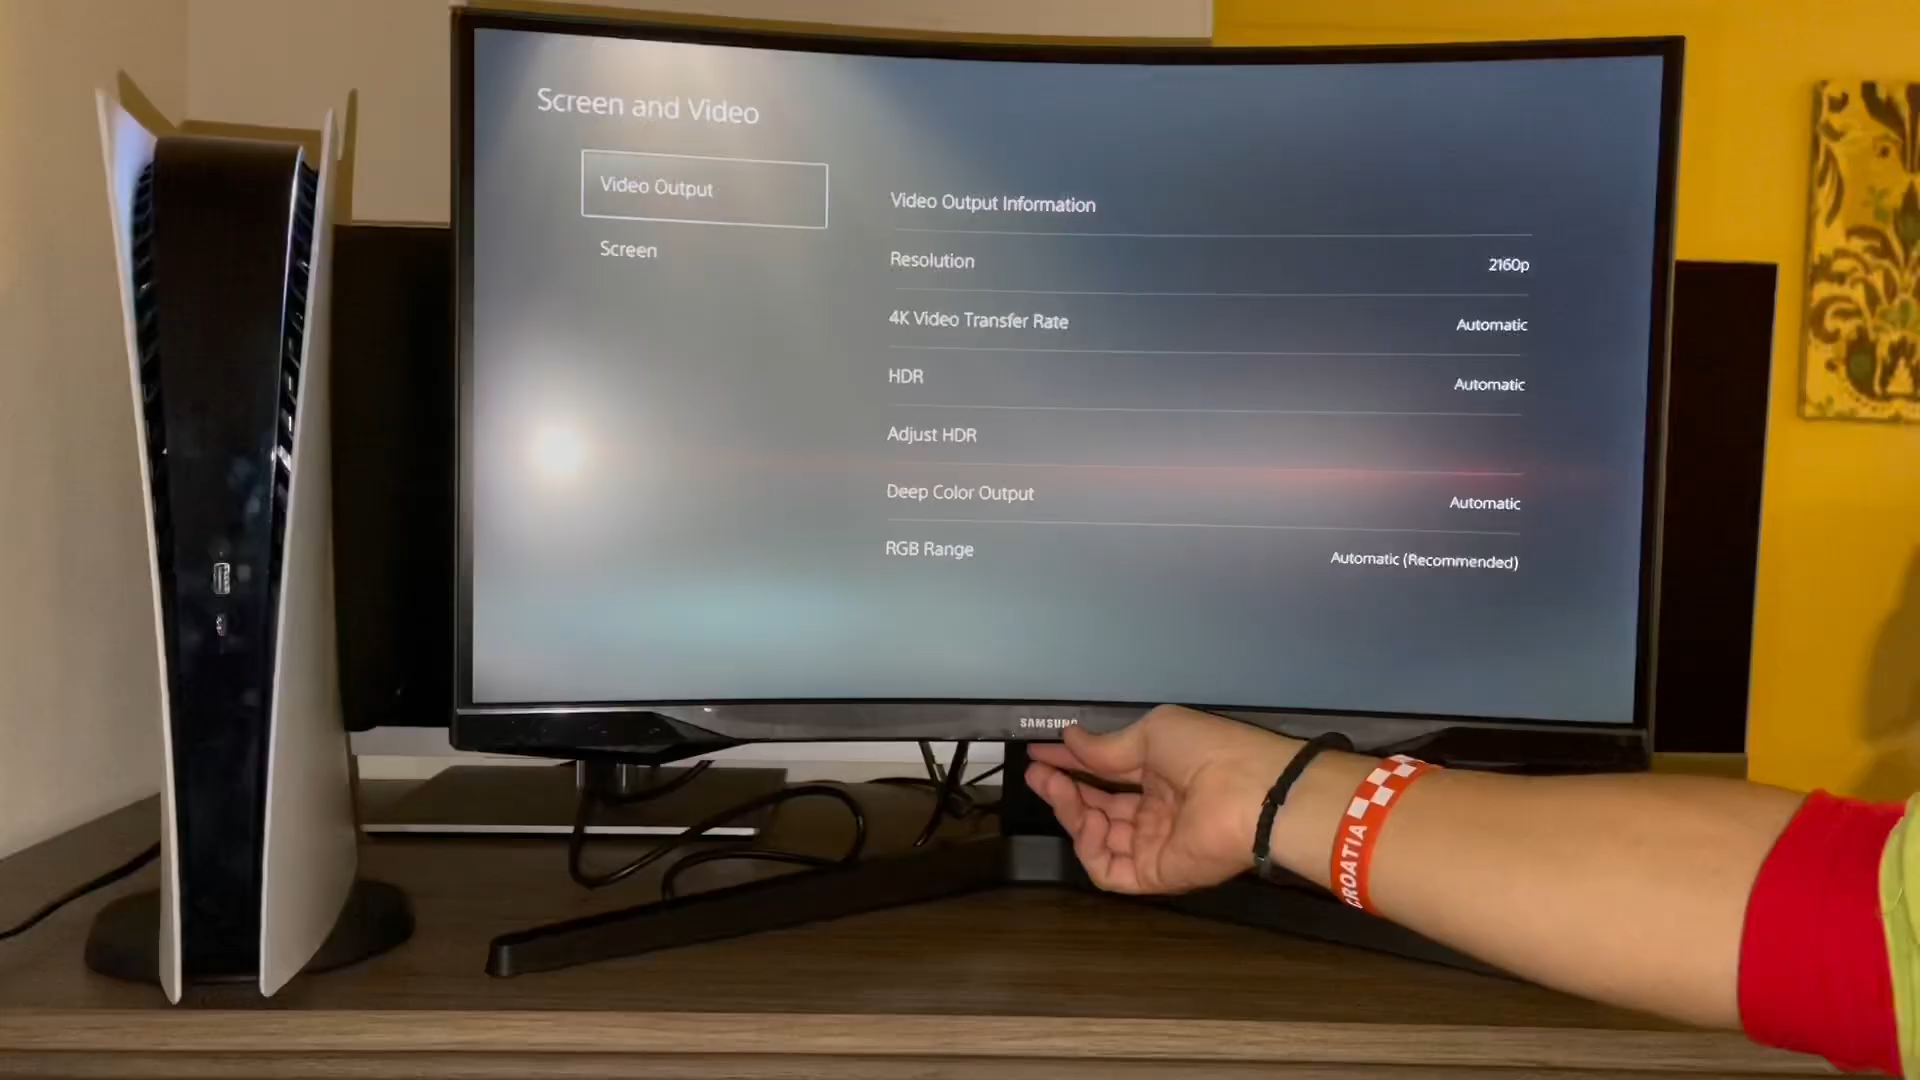 Screen and Video
Video Output
Screen
Video Output Information
Resolution 2160p
4K Video Transfer Rate Automatic
HDR Automatic
Adjust HDR
Deep Color Output Automatic
RGB Range Automatic (Recommended)
SAMSUNG
CROATIA